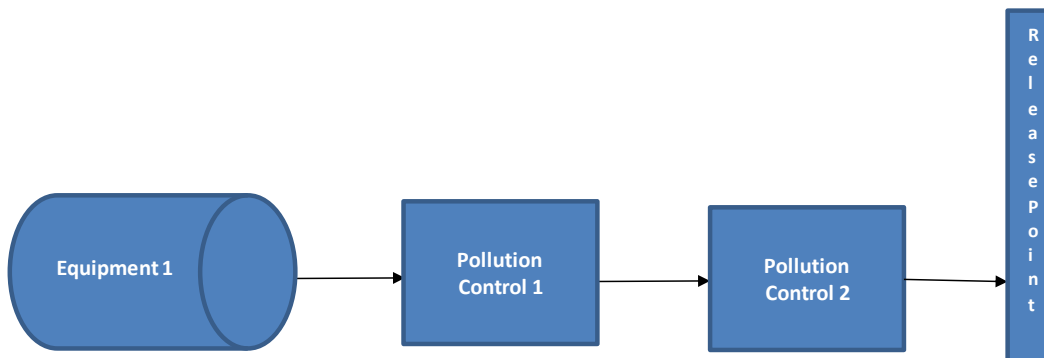 Equipment 1
Pollution
Control 1
Pollution
Control 2
R
e
l
e
a
s
e
P
o
i
n
t